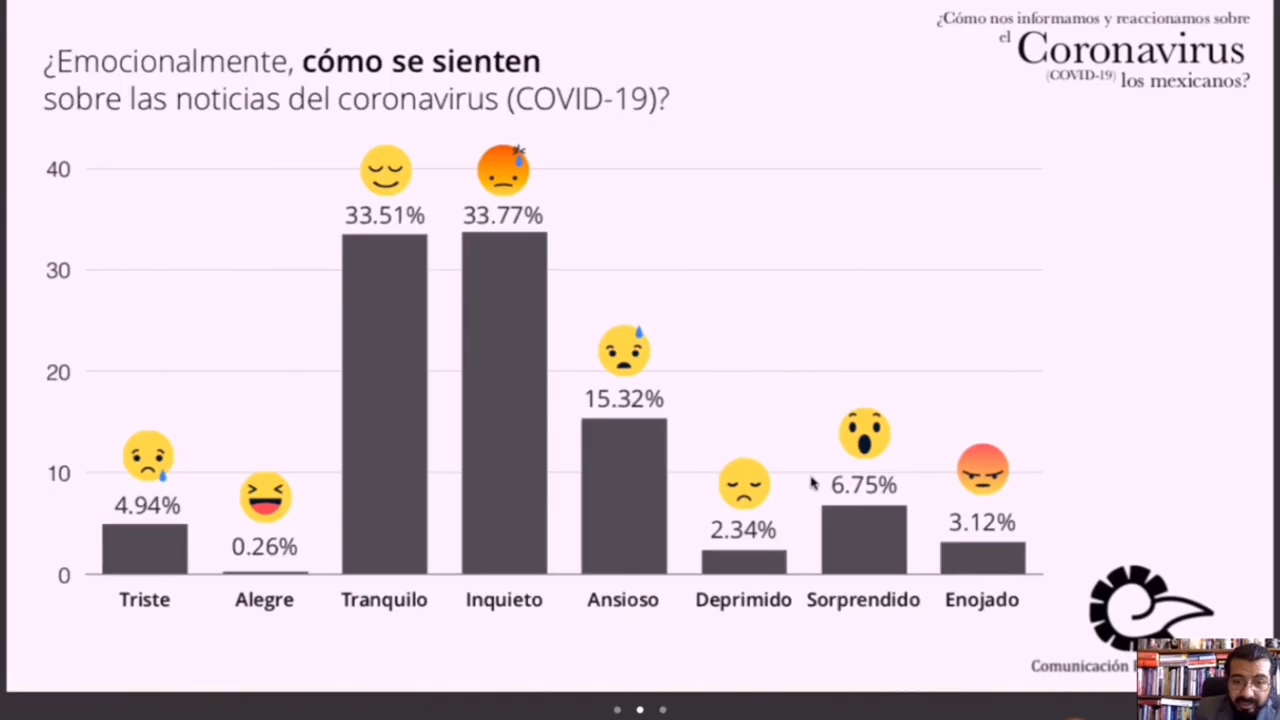 ¿Cómo nos informamos y reaccionamos sobre
el Coronavirus
(COVID-19) los mexicanos?
¿Emocionalmente, cómo se sienten
sobre las noticias del coronavirus (COVID-19)?
40
30
20
10
0
4.94%
0.26%
33.51%
33.77%
15.32%
2.34%
6.75%
3.12%
Triste
Alegre
Tranquilo
Inquieto
Ansioso
Deprimido
Sorprendido
Enojado
Comunicación